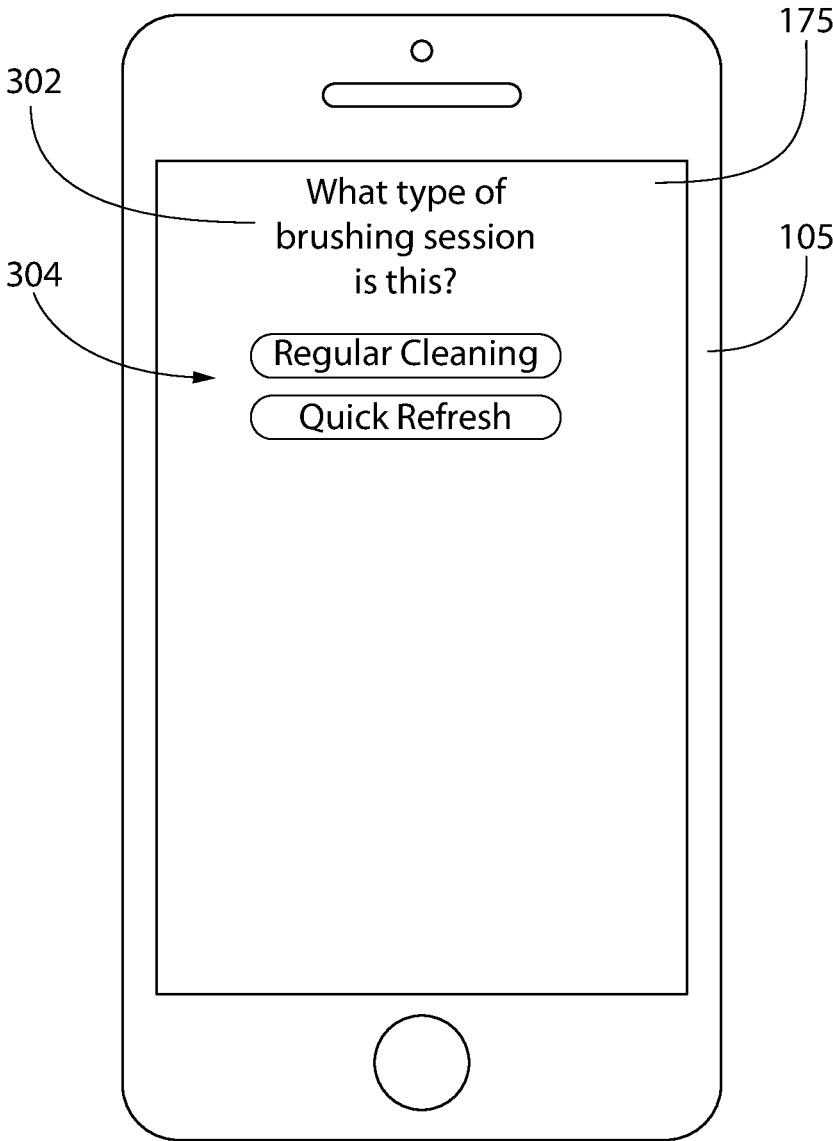 175
302
What type of
brushing session
is this?
105
304
Regular Cleaning
Quick Refresh